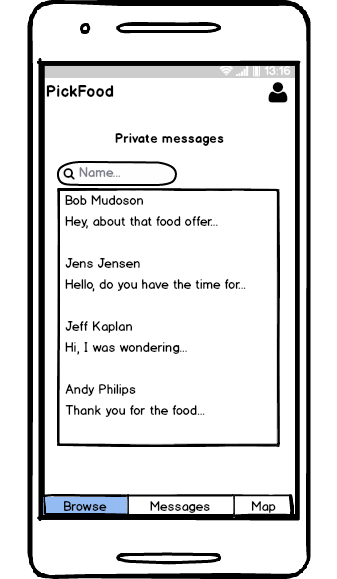 13:16
PickFood
Private messages
Name...
Bob Mudoson
Hey, about that food offer...
Jens Jensen
Hello, do you have the time for...
Jeff Kaplan
Hi, I was wondering...
Andy Philips
Thank you for the food...
Browse Messages Map